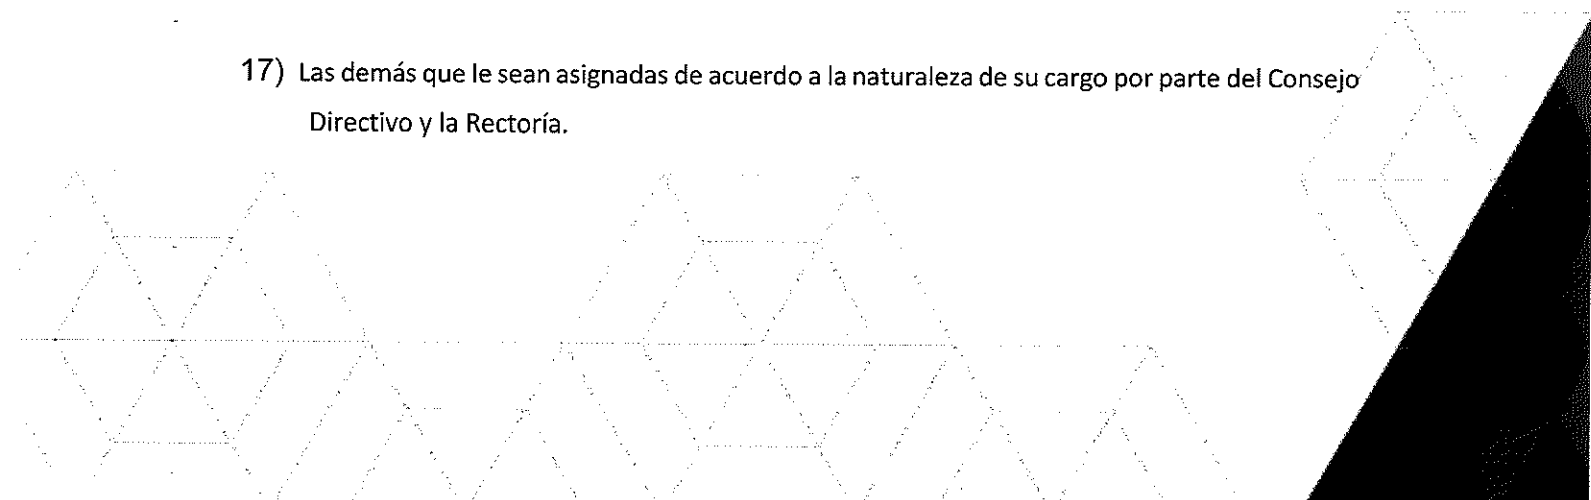 17) Las demás que le sean asignadas de acuerdo a la naturaleza de su cargo por parte del Consejo
Directivo y la Rectoría.